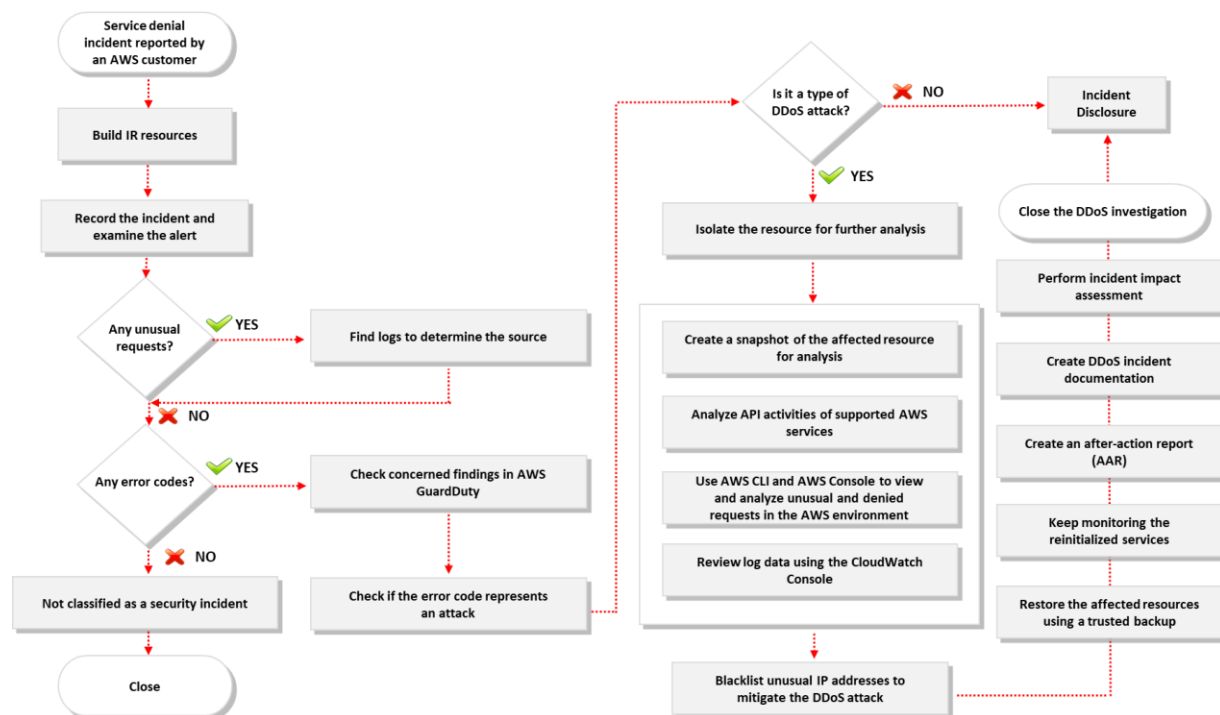 Service denial
incident reported by
an AWS customer
Build IR resources
Record the incident and
examine the alert
Any unusual
requests?
YES
Find logs to determine the source
NO
Any error codes?
YES
Check concerned findings in AWS
GuardDuty
NO
Not classified as a security incident
Check if the error code represents
an attack
Close
Is it a type of
DDoS attack?
NO
Incident
Disclosure
YES
Isolate the resource for further analysis
Create a snapshot of the affected resource
for analysis
Analyze API activities of supported AWS
services
Use AWS CLI and AWS Console to view
and analyze unusual and denied
requests in the AWS environment
Review log data using the CloudWatch
Console
Blacklist unusual IP addresses to
mitigate the DDoS attack
Close the DDoS investigation
Perform incident impact
assessment
Create DDoS incident
documentation
Create an after-action report
(AAR)
Keep monitoring the
reinitialized services
Restore the affected resources
using a trusted backup